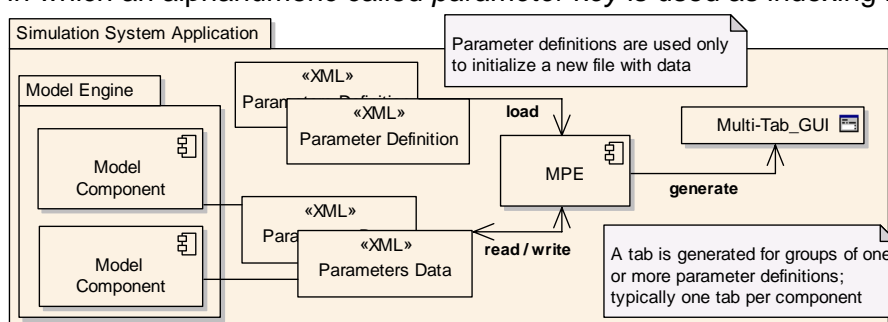 in which an alphanumeric called parameter key is used as indexing
Simulation System Application
Parameter definitions are used only
to initialize a new file with data
Model Engine
«XML»
«XML»
Parameter Definition
load
Multi-Tab_GUI
Model
Component
MPE
generate
«XML»
«XML»
Parameters Data
read / write
Model
Component
A tab is generated for groups of one
or more parameter definitions;
typically one tab per component